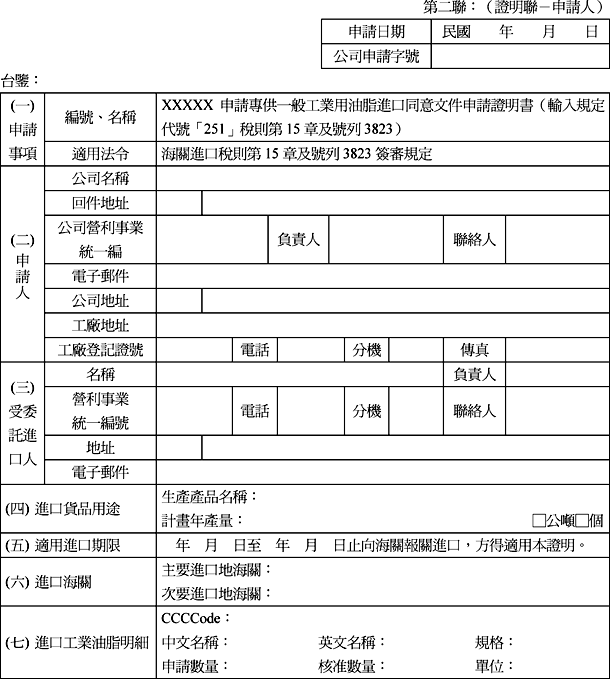 第二聯：（證明聯－申請人）
申請日期 民國　年　月　日
公司申請字號
台鑒：
(一)申請事項
編號、名稱
XXXXX 申請專供一般工業用油脂進口同意文件申請證明書（輸入規定
代號「251」稅則第 15 章及號列 3823）
適用法令 海關進口稅則第 15 章及號列 3823 簽審規定
(二)申請人
公司名稱
回件地址
公司營利事業
統一編
負責人 聯絡人
電子郵件
公司地址
工廠地址
工廠登記證號 電話 分機 傳真
(三)受委託進口人
名稱 負責人
營利事業
統一編號
電話 分機 聯絡人
地址
電子郵件
(四) 進口貨品用途
生產產品名稱：
計畫年產量： □公噸□個
(五) 適用進口期限 年　月　日至　年　月　日止向海關報關進口，方得適用本證明。
(六) 進口海關
主要進口地海關：
次要進口地海關：
(七) 進口工業油脂明細
CCCCode：
中文名稱： 英文名稱： 規格：
申請數量： 核准數量： 單位：